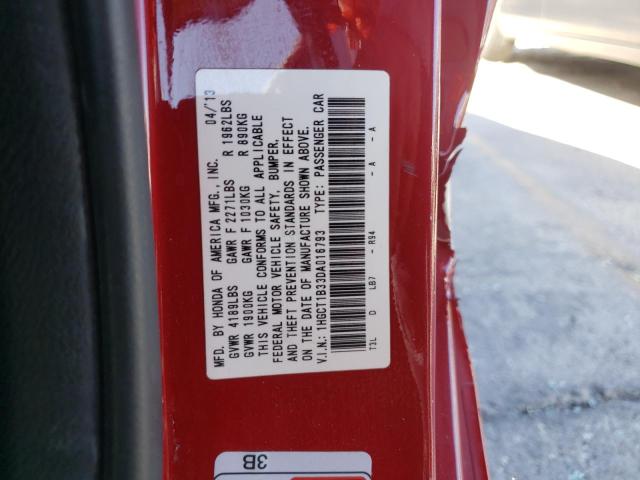 MFD. BY HONDA OF AMERICA MFG., INC. 04/'13
GVWR 4189LBS GAWR F 2271LBS R 1962LBS
GVWR 1900KG GAWR F 1030KG R 890KG
THIS VEHICLE CONFORMS TO ALL APPLICABLE
FEDERAL MOTOR VEHICLE SAFETY, BUMPER,
AND THEFT PREVENTION STANDARDS IN EFFECT
ON THE DATE OF MANUFACTURE SHOWN ABOVE.
V.I.N.: 1HGCT1B33DA016793 TYPE: PASSENGER CAR
T3L D LB7 - R94 - A - A
3B